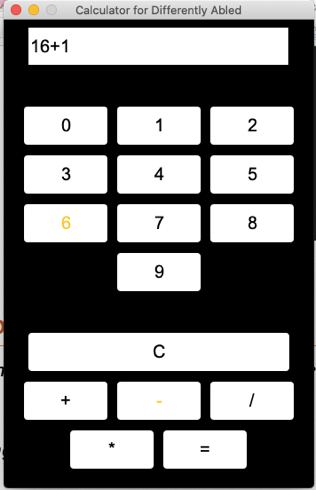 Calculator for Differently Abled
16+1
0 1 2
3 4 5
6 7 8
9
C
+ - /
* =